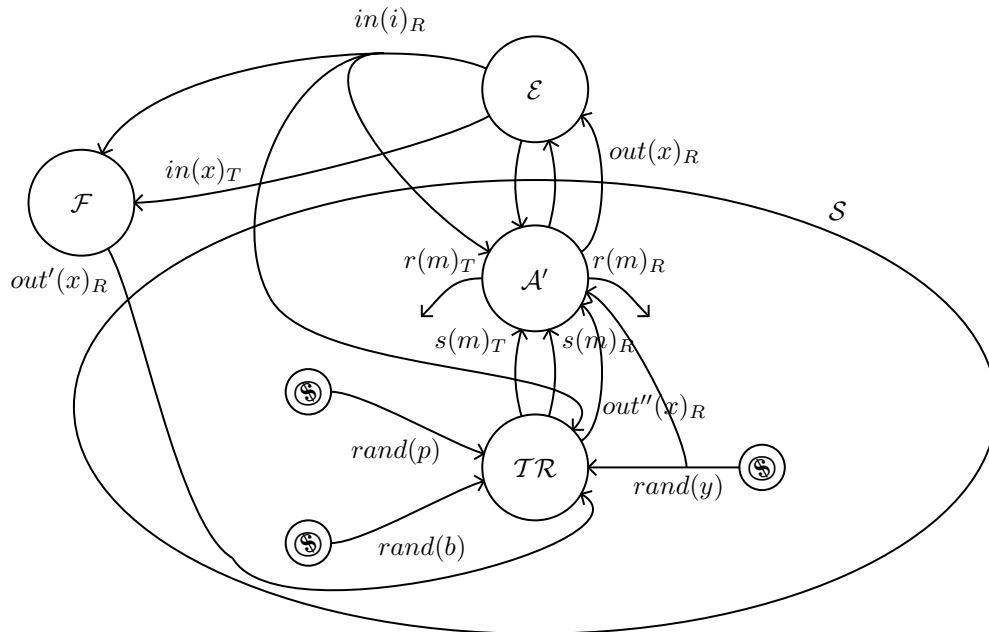 in(i)_R
ℰ
out(x)_R
in(x)_T
ℱ
𝒮
out′(x)_R
r(m)_T
r(m)_R
𝒜′
s(m)_T
s(m)_R
$
out″(x)_R
rand(p)
𝒯ℛ
$
rand(y)
$
rand(b)